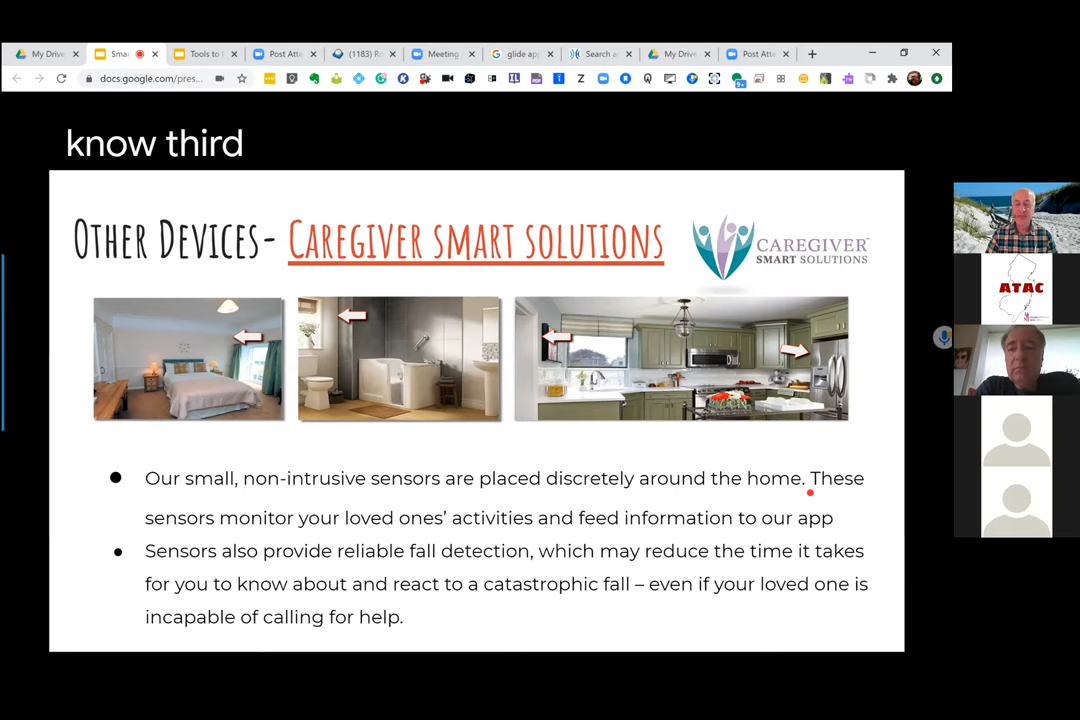 My Drive
Smar
Tools to
Post Atte
(1183) R
Meeting
glide app
Search a
My Drive
Post Atte
docs.google.com/pres...
know third
OTHER DEVICES- CAREGIVER SMART SOLUTIONS
CAREGIVER™
SMART SOLUTIONS
ATAC
● Our small, non-intrusive sensors are placed discretely around the home. These
sensors monitor your loved ones’ activities and feed information to our app
● Sensors also provide reliable fall detection, which may reduce the time it takes
for you to know about and react to a catastrophic fall – even if your loved one is
incapable of calling for help.